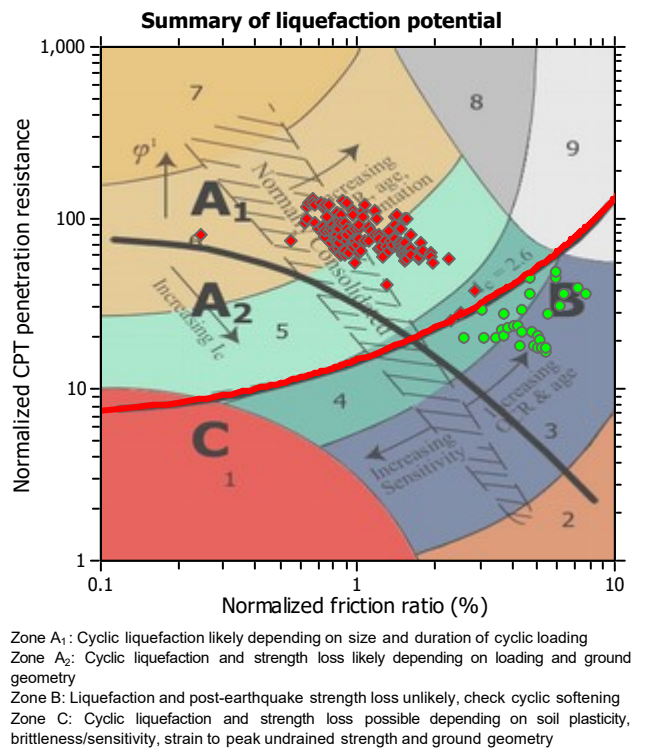 Summary of liquefaction potential
1,000
100
10
1
Normalized CPT penetration resistance
7
8
9
φ'
A1
A2
Increasing
age,
Normally
Consolidated
Ic = 2.6
B
Increasing Ic
5
4
Increasing
OCR & age
3
Increasing
Sensitivity
C
1
2
0.1
1
10
Normalized friction ratio (%)
Zone A1: Cyclic liquefaction likely depending on size and duration of cyclic loading
Zone A2: Cyclic liquefaction and strength loss likely depending on loading and ground
geometry
Zone B: Liquefaction and post-earthquake strength loss unlikely, check cyclic softening
Zone C: Cyclic liquefaction and strength loss possible depending on soil plasticity,
brittleness/sensitivity, strain to peak undrained strength and ground geometry